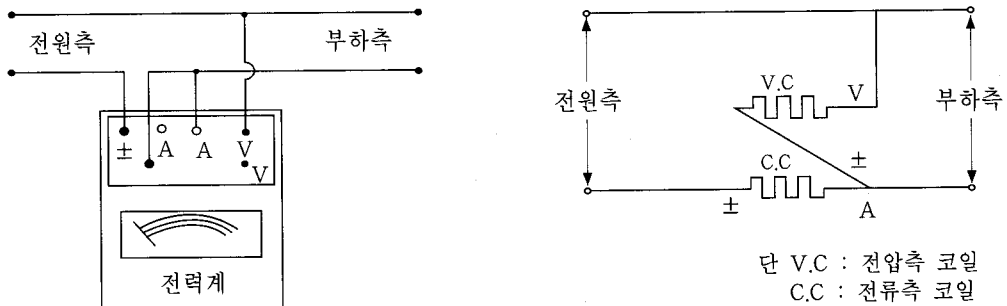 전원측
부하측
± A A V
V
전력계
V.C V
전원측
부하측
±
C.C
± A
단 V.C : 전압측 코일
C.C : 전류측 코일